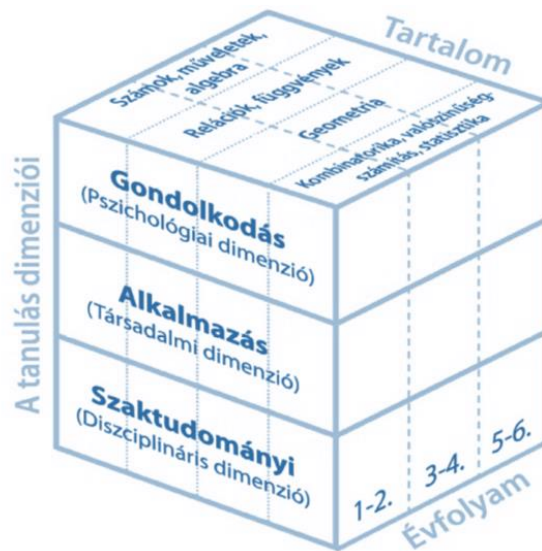 Tartalom
Számok, műveletek,
algebra
Relációk, függvények
Geometria
Kombinatorika, valószínűség-
számítás, statisztika
A tanulás dimenziói
Gondolkodás
(Pszichológiai dimenzió)
Alkalmazás
(Társadalmi dimenzió)
Szaktudományi
(Diszciplináris dimenzió)
1-2.
3-4.
5-6.
Évfolyam